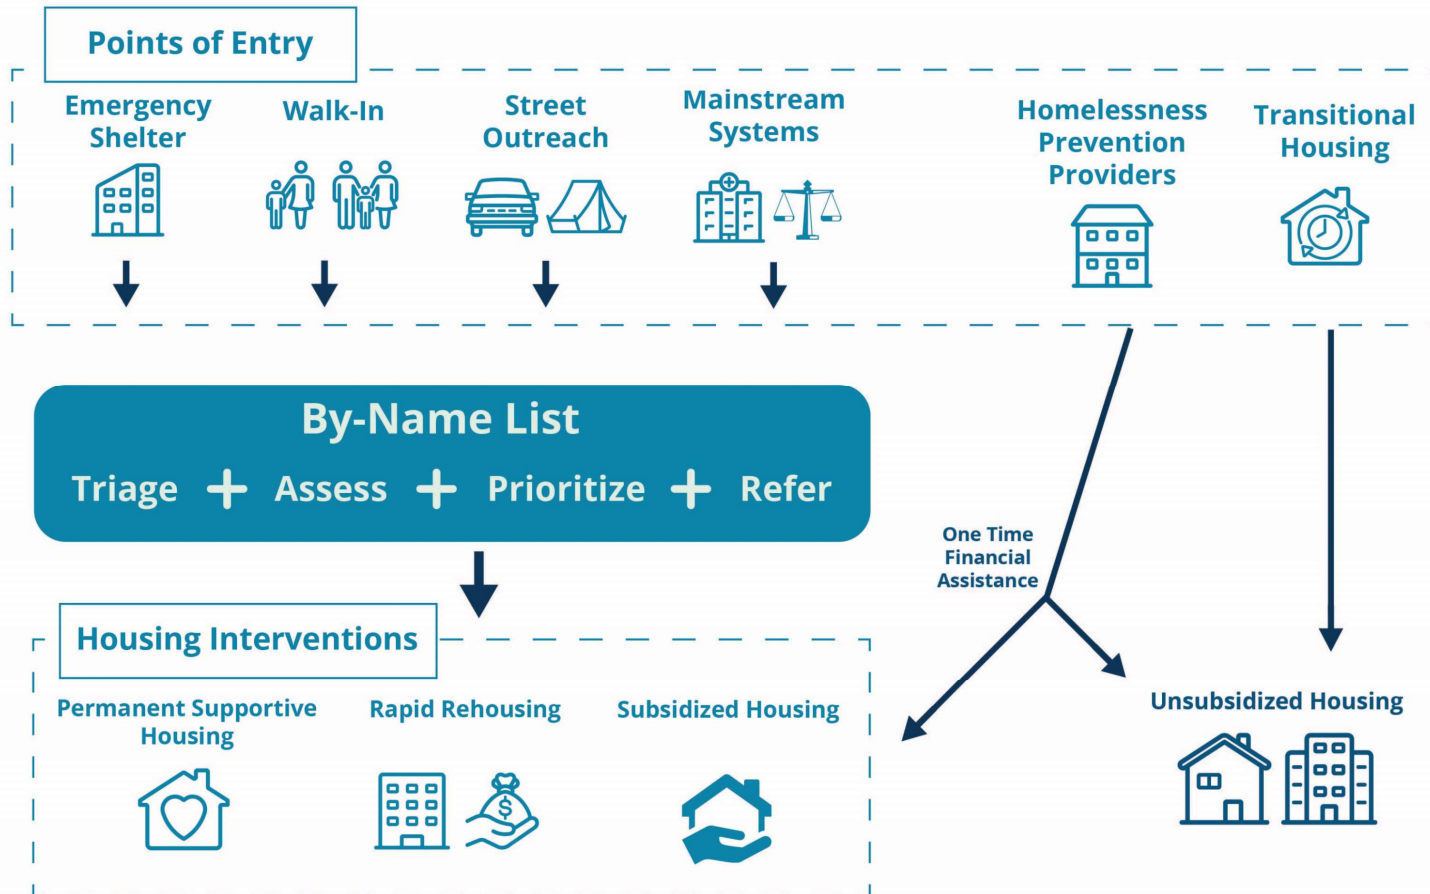 Points of Entry
Emergency
Shelter
Walk-In
Street
Outreach
Mainstream
Systems
Homelessness
Prevention
Providers
Transitional
Housing
By-Name List
Triage + Assess + Prioritize + Refer
One Time
Financial
Assistance
Housing Interventions
Permanent Supportive
Housing
Rapid Rehousing
$
Subsidized Housing
Unsubsidized Housing